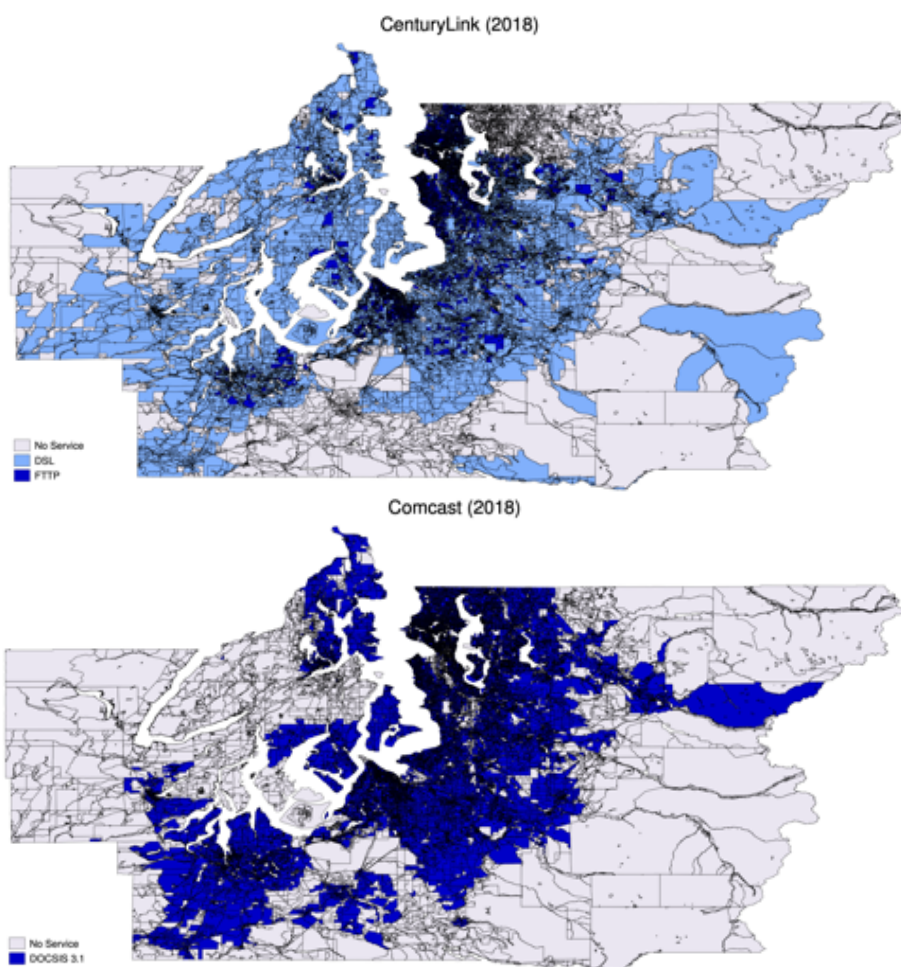 CenturyLink (2018)
No Service
DSL
FTTP
Comcast (2018)
No Service
DOCSIS 3.1